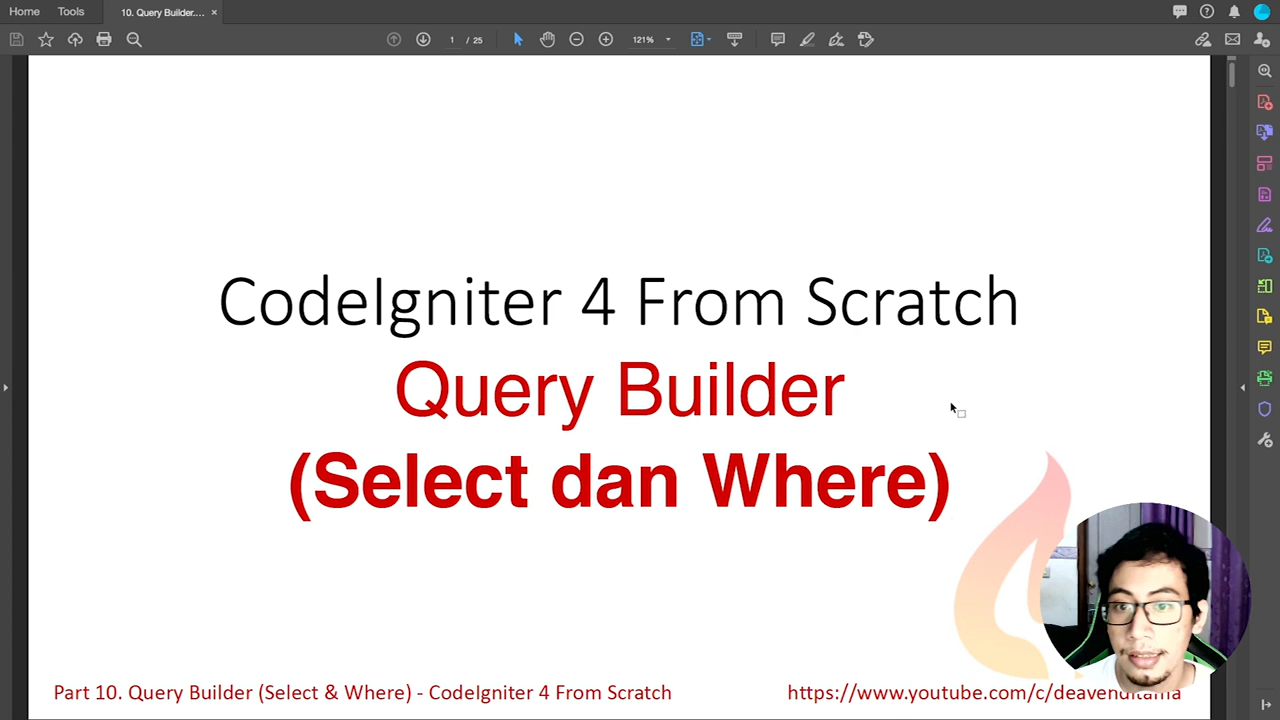 Home Tools 10. Query Builder.... ×
1 / 25 121%
CodeIgniter 4 From Scratch
Query Builder
(Select dan Where)
Part 10. Query Builder (Select & Where) - CodeIgniter 4 From Scratch
https://www.youtube.com/c/deavenditama